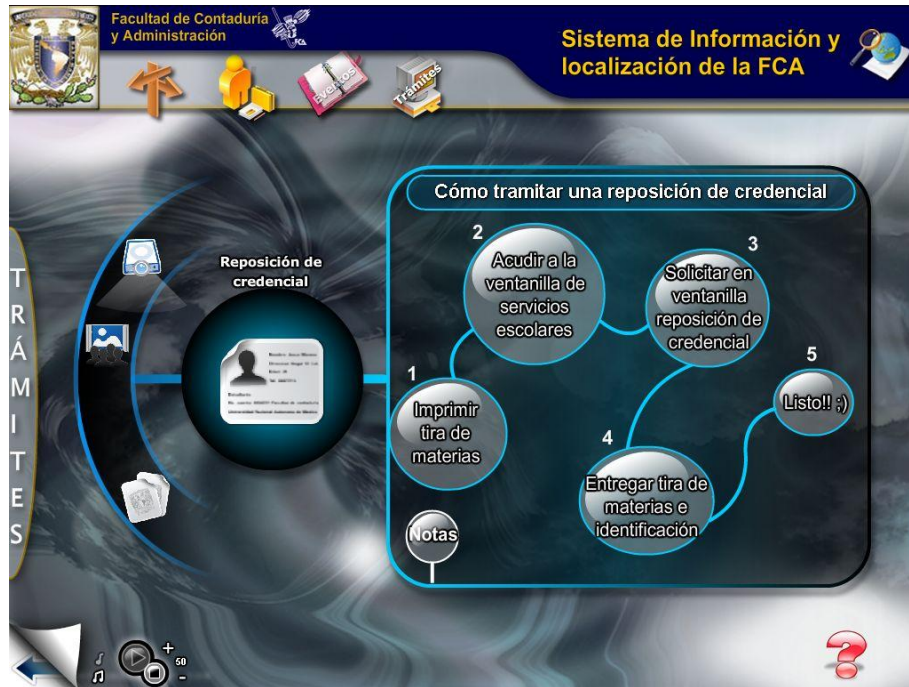 Facultad de Contaduría
y Administración
Sistema de Información y
localización de la FCA
Eventos
Trámites
TRÁMITES
Reposición de
credencial
Cómo tramitar una reposición de credencial
1
Imprimir
tira de
materias
2
Acudir a la
ventanilla de
servicios
escolares
3
Solicitar en
ventanilla
reposición de
credencial
4
Entregar tira de
materias e
identificación
5
Listo!! ;)
Notas
+
50
-
?